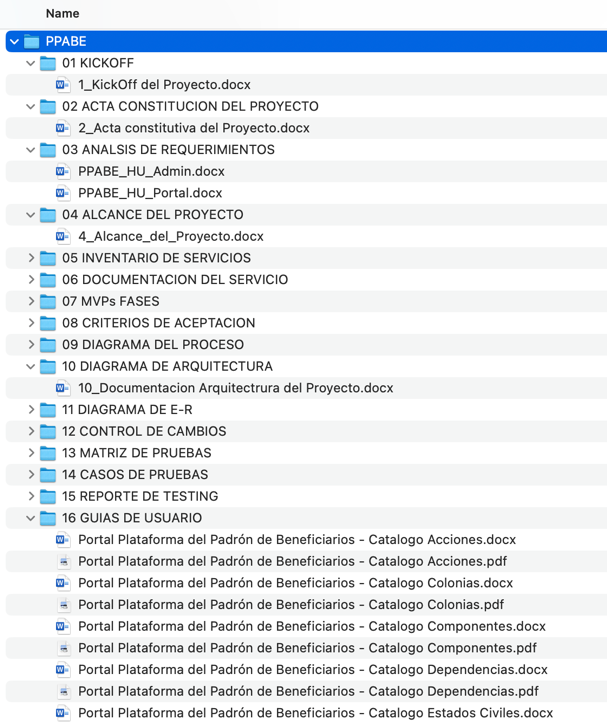 Name
PPABE
01 KICKOFF
1_KickOff del Proyecto.docx
02 ACTA CONSTITUCION DEL PROYECTO
2_Acta constitutiva del Proyecto.docx
03 ANALSIS DE REQUERIMIENTOS
PPABE_HU_Admin.docx
PPABE_HU_Portal.docx
04 ALCANCE DEL PROYECTO
4_Alcance_del_Proyecto.docx
05 INVENTARIO DE SERVICIOS
06 DOCUMENTACION DEL SERVICIO
07 MVPs FASES
08 CRITERIOS DE ACEPTACION
09 DIAGRAMA DEL PROCESO
10 DIAGRAMA DE ARQUITECTURA
10_Documentacion Arquitectrura del Proyecto.docx
11 DIAGRAMA DE E-R
12 CONTROL DE CAMBIOS
13 MATRIZ DE PRUEBAS
14 CASOS DE PRUEBAS
15 REPORTE DE TESTING
16 GUIAS DE USUARIO
Portal Plataforma del Padrón de Beneficiarios - Catalogo Acciones.docx
Portal Plataforma del Padrón de Beneficiarios - Catalogo Acciones.pdf
Portal Plataforma del Padrón de Beneficiarios - Catalogo Colonias.docx
Portal Plataforma del Padrón de Beneficiarios - Catalogo Colonias.pdf
Portal Plataforma del Padrón de Beneficiarios - Catalogo Componentes.docx
Portal Plataforma del Padrón de Beneficiarios - Catalogo Componentes.pdf
Portal Plataforma del Padrón de Beneficiarios - Catalogo Dependencias.docx
Portal Plataforma del Padrón de Beneficiarios - Catalogo Dependencias.pdf
Portal Plataforma del Padrón de Beneficiarios - Catalogo Estados Civiles.docx